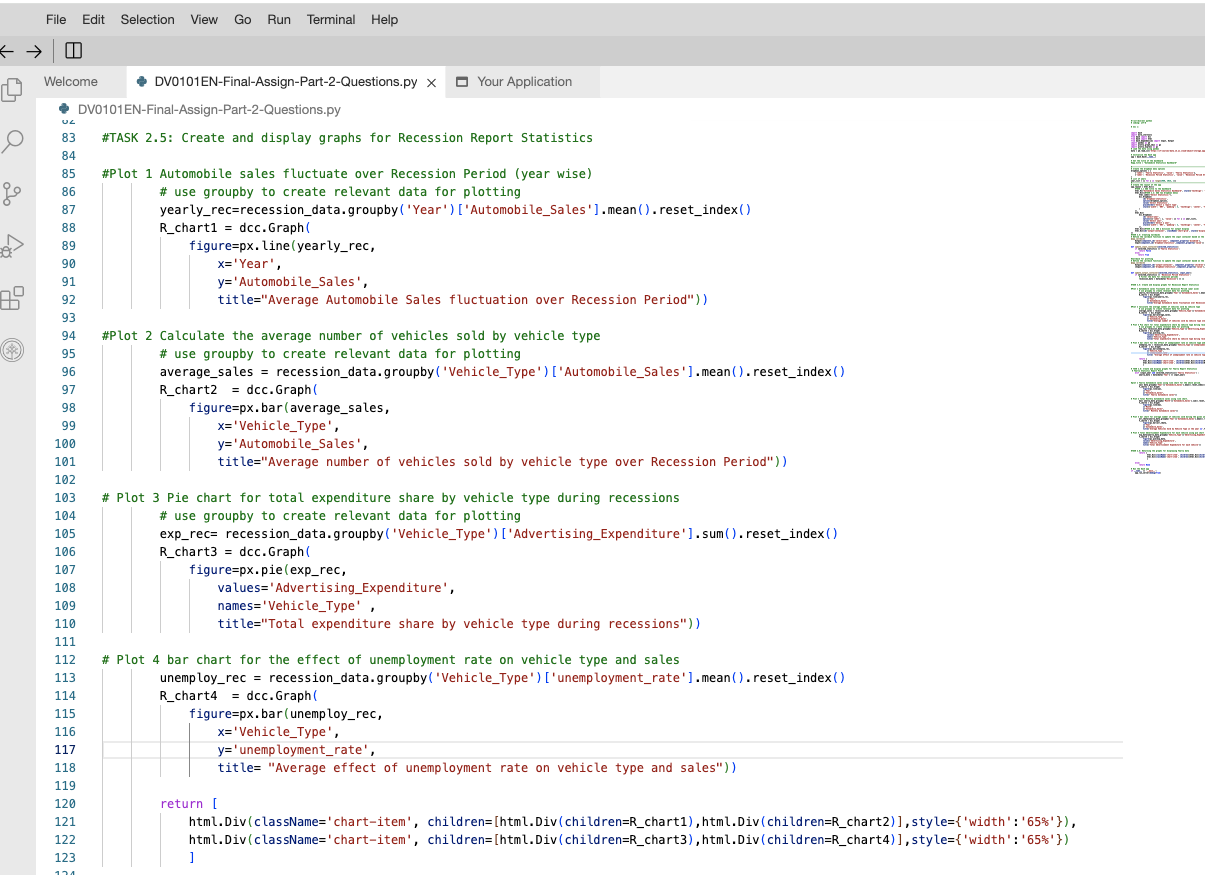 File Edit Selection View Go Run Terminal Help
Welcome DV0101EN-Final-Assign-Part-2-Questions.py Your Application
DV0101EN-Final-Assign-Part-2-Questions.py
82
83 #TASK 2.5: Create and display graphs for Recession Report Statistics
84
85 #Plot 1 Automobile sales fluctuate over Recession Period (year wise)
86 # use groupby to create relevant data for plotting
87 yearly_rec=recession_data.groupby('Year')['Automobile_Sales'].mean().reset_index()
88 R_chart1 = dcc.Graph(
89 figure=px.line(yearly_rec,
90 x='Year',
91 y='Automobile_Sales',
92 title="Average Automobile Sales fluctuation over Recession Period"))
93
94 #Plot 2 Calculate the average number of vehicles sold by vehicle type
95 # use groupby to create relevant data for plotting
96 average_sales = recession_data.groupby('Vehicle_Type')['Automobile_Sales'].mean().reset_index()
97 R_chart2  = dcc.Graph(
98 figure=px.bar(average_sales,
99 x='Vehicle_Type',
100 y='Automobile_Sales',
101 title="Average number of vehicles sold by vehicle type over Recession Period"))
102
103 # Plot 3 Pie chart for total expenditure share by vehicle type during recessions
104 # use groupby to create relevant data for plotting
105 exp_rec= recession_data.groupby('Vehicle_Type')['Advertising_Expenditure'].sum().reset_index()
106 R_chart3 = dcc.Graph(
107 figure=px.pie(exp_rec,
108 values='Advertising_Expenditure',
109 names='Vehicle_Type' ,
110 title="Total expenditure share by vehicle type during recessions"))
111
112 # Plot 4 bar chart for the effect of unemployment rate on vehicle type and sales
113 unemploy_rec = recession_data.groupby('Vehicle_Type')['unemployment_rate'].mean().reset_index()
114 R_chart4  = dcc.Graph(
115 figure=px.bar(unemploy_rec,
116 x='Vehicle_Type',
117 y='unemployment_rate',
118 title= "Average effect of unemployment rate on vehicle type and sales"))
119
120 return [
121 html.Div(className='chart-item', children=[html.Div(children=R_chart1),html.Div(children=R_chart2)],style={'width':'65%'}),
122 html.Div(className='chart-item', children=[html.Div(children=R_chart3),html.Div(children=R_chart4)],style={'width':'65%'})
123 ]
124